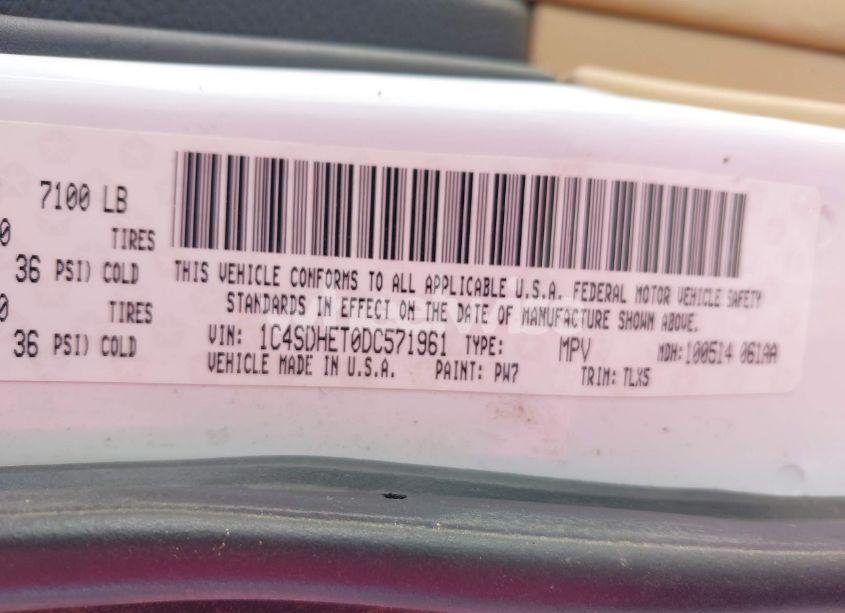 7100 LB
0 TIRES
36 PSI) COLD
0 TIRES
36 PSI) COLD
THIS VEHICLE CONFORMS TO ALL APPLICABLE U.S.A. FEDERAL MOTOR VEHICLE SAFETY
STANDARDS IN EFFECT ON THE DATE OF MANUFACTURE SHOWN ABOVE.
VIN: 1C4SDHET0DC571961 TYPE: MPV MDH:100514 061AA
VEHICLE MADE IN U.S.A. PAINT: PW7 TRIM: TLX5